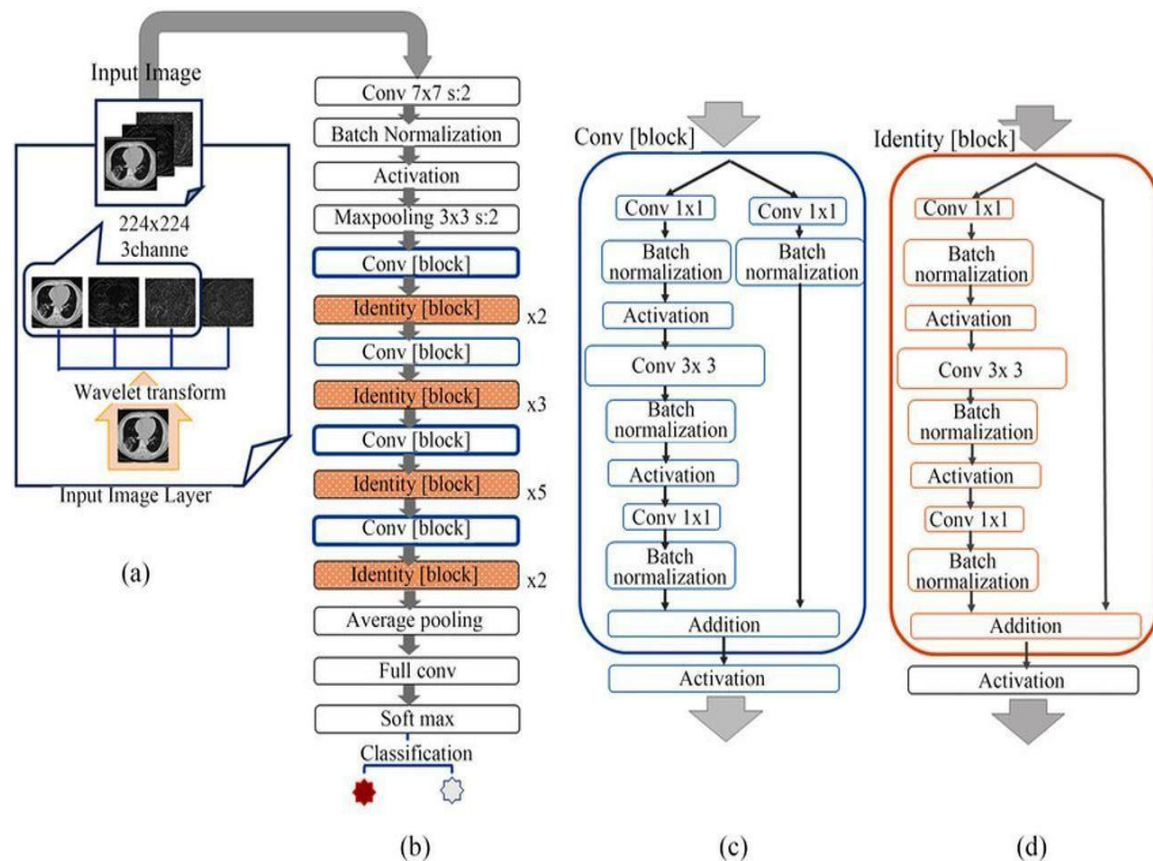 Input Image
224x224
3channe
Wavelet transform
Input Image Layer
(a)
Conv 7x7 s:2
Batch Normalization
Activation
Maxpooling 3x3 s:2
Conv [block]
Identity [block]
x2
Conv [block]
Identity [block]
x3
Conv [block]
Identity [block]
x5
Conv [block]
Identity [block]
x2
Average pooling
Full conv
Soft max
Classification
(b)
Conv [block]
Conv 1x1
Conv 1x1
Batch
normalization
Batch
normalization
Activation
Conv 3x 3
Batch
normalization
Activation
Conv 1x1
Batch
normalization
Addition
Activation
(c)
Identity [block]
Conv 1x1
Batch
normalization
Activation
Conv 3x 3
Batch
normalization
Activation
Conv 1x1
Batch
normalization
Addition
Activation
(d)